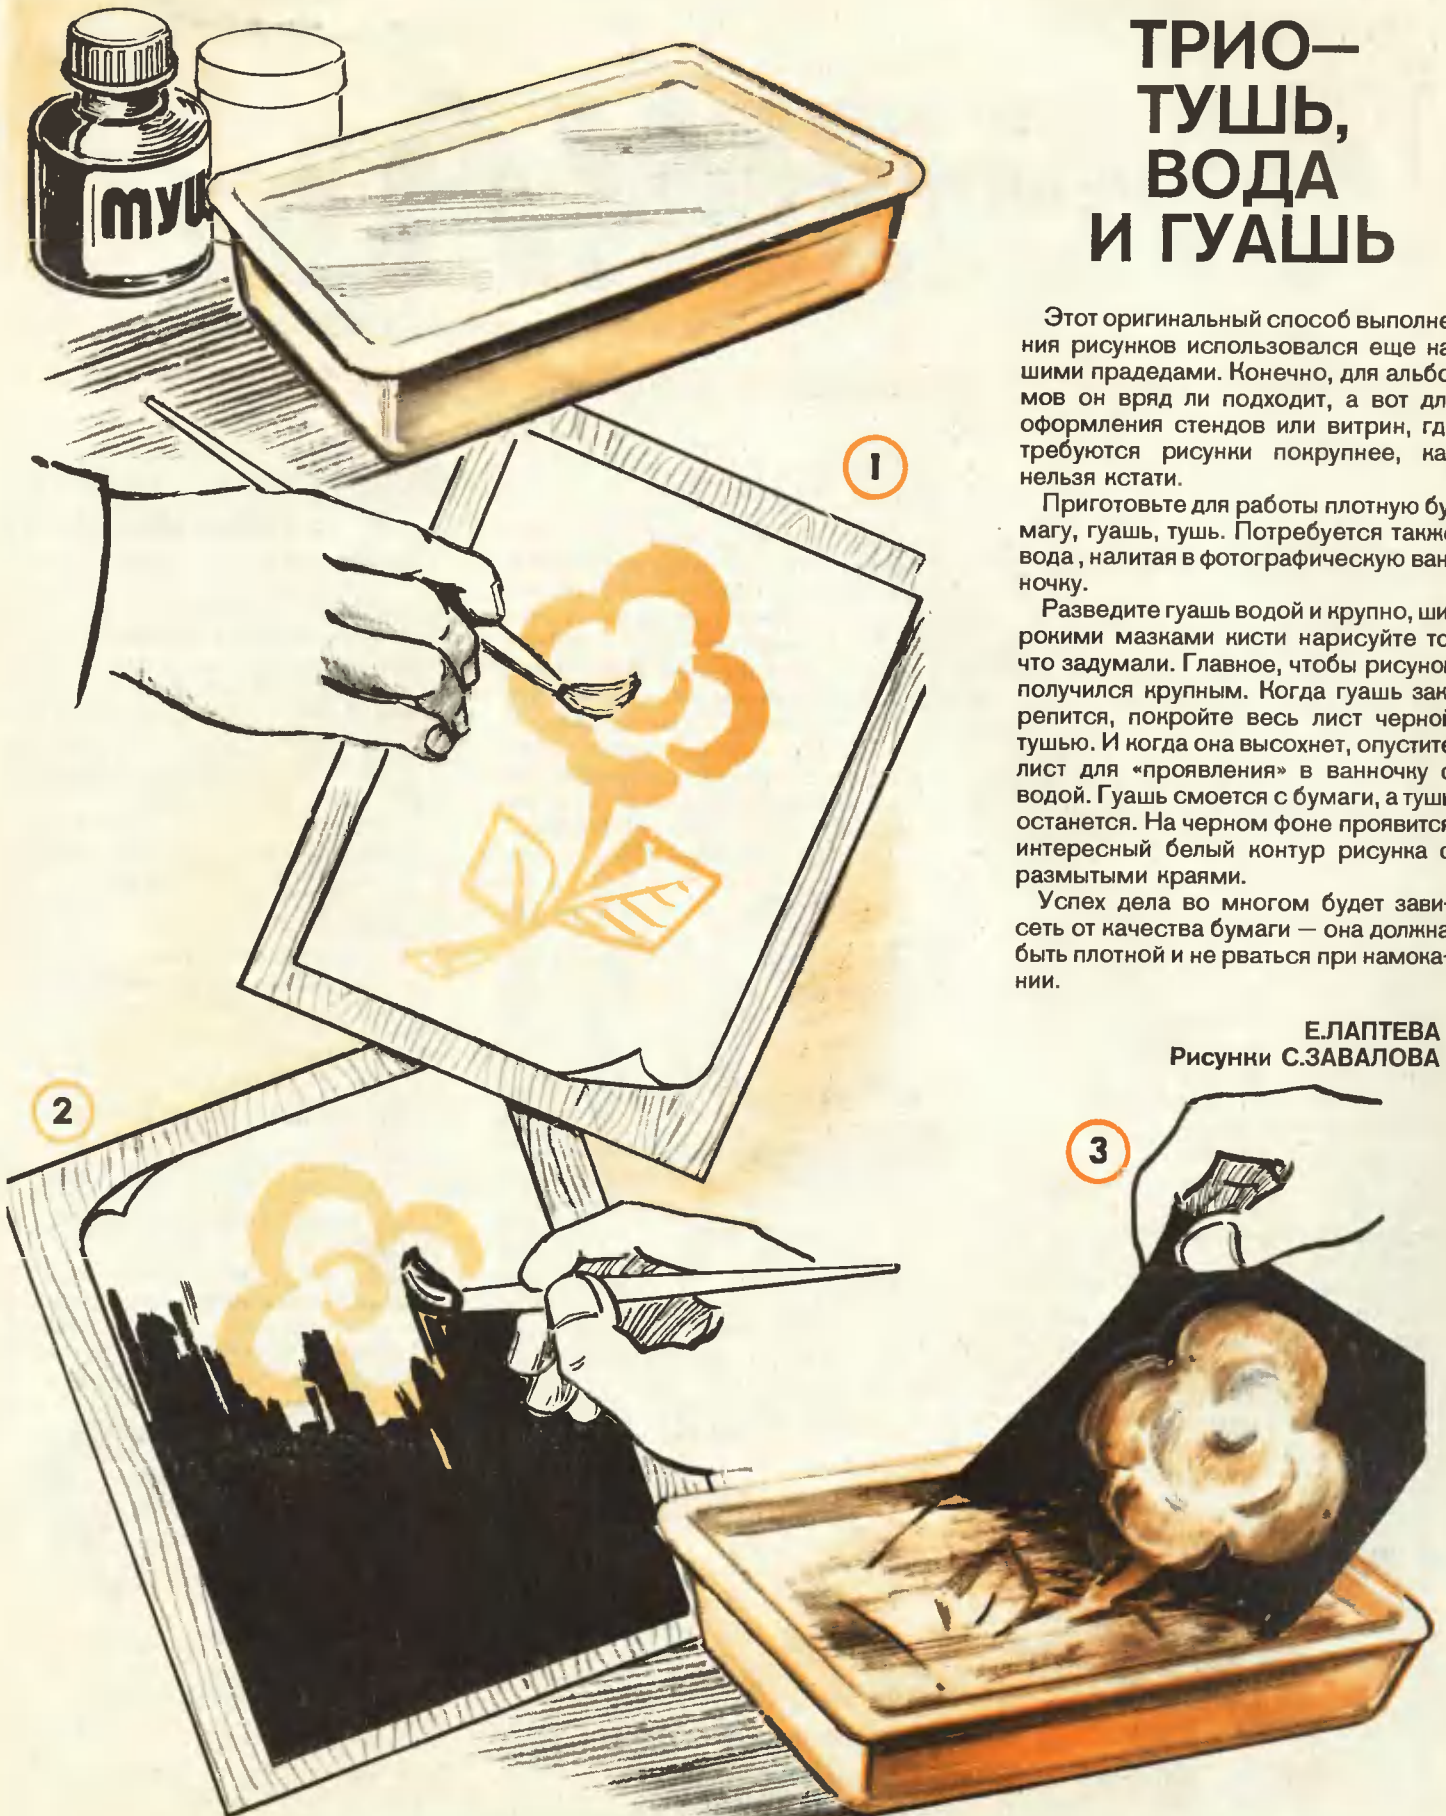 ТРИО—
ТУШЬ,
ВОДА
И ГУАШЬ
Этот оригинальный способ выполне
ния рисунков использовался еще на
шими прадедами. Конечно, для альбо
мов он вряд ли подходит, а вот дл
оформления стендов или витрин, гд
требуются рисунки покрупнее, ка
нельзя кстати.
Приготовьте для работы плотную бу
магу, гуашь, тушь. Потребуется также
вода, налитая в фотографическую ван
ночку.
Разведите гуашь водой и крупно, ши
рокими мазками кисти нарисуйте то
что задумали. Главное, чтобы рисунок
получился крупным. Когда гуашь зак
репится, покройте весь лист черной
тушью. И когда она высохнет, опустите
лист для «проявления» в ванночку с
водой. Гуашь смоется с бумаги, а тушь
останется. На черном фоне проявится
интересный белый контур рисунка с
размытыми краями.
Успех дела во многом будет зави-
сеть от качества бумаги — она должна
быть плотной и не рваться при намока-
нии.
Е.ЛАПТЕВА
Рисунки С.ЗАВАЛОВА
туш
1
2
3